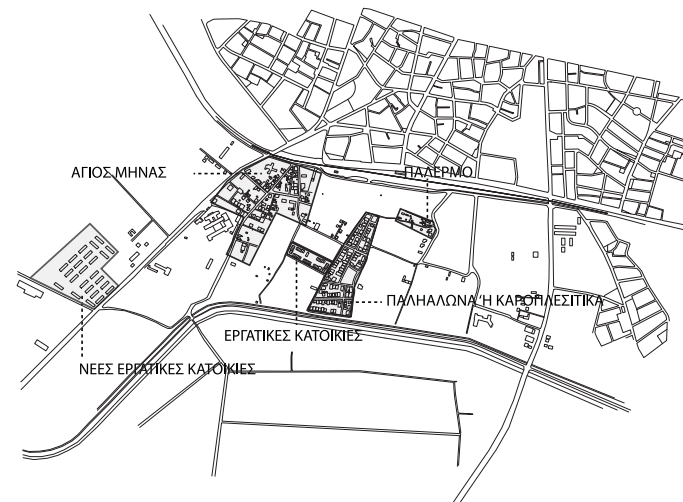 ΑΓΙΟΣ ΜΗΝΑΣ
ΠΑΛΕΡΜΟ
ΠΑΛΗΑΛΩΝΑ Ή ΚΑΡΟΠΛΕΣΙΤΙΚΑ
ΕΡΓΑΤΙΚΕΣ ΚΑΤΟΙΚΙΕΣ
ΝΕΕΣ ΕΡΓΑΤΙΚΕΣ ΚΑΤΟΙΚΙΕΣ